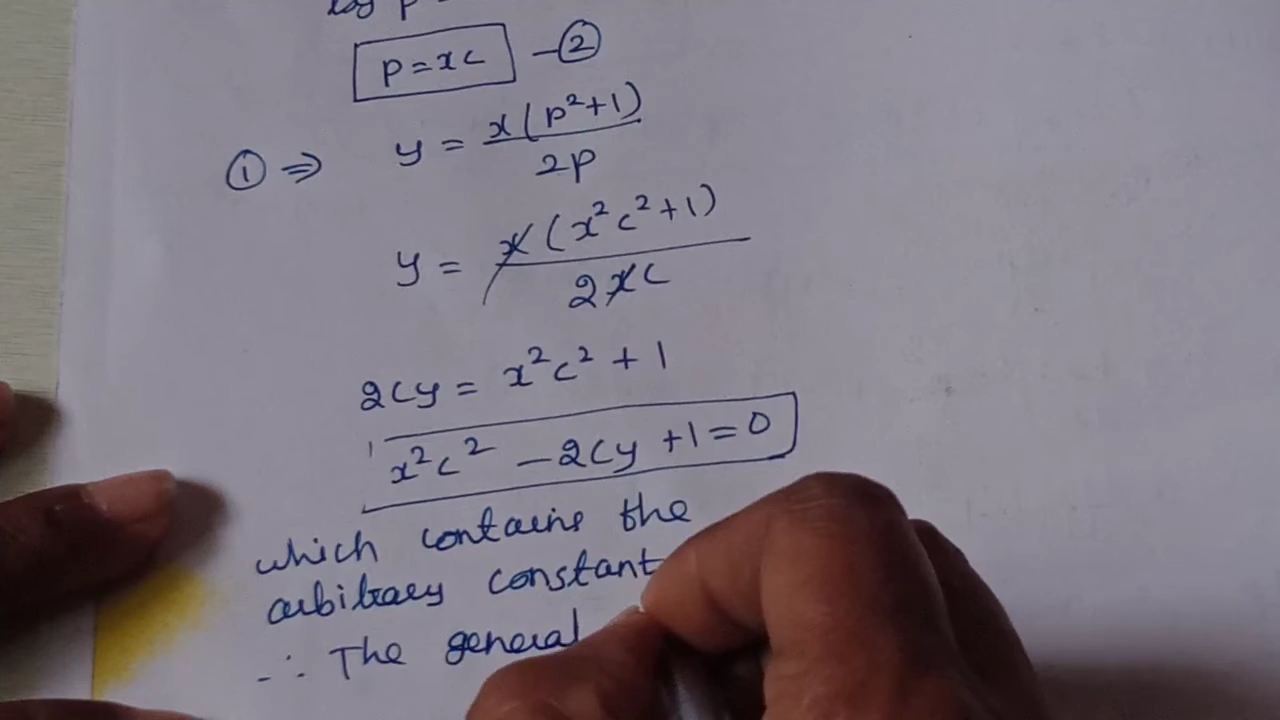 log p
p = xc — ②
① ⇒ y = x(p²+1) / 2p
y = x(x²c²+1) / 2xc
2cy = x²c² + 1
x²c² - 2cy + 1 = 0
which contains the
arbitrary constant
∴ The general